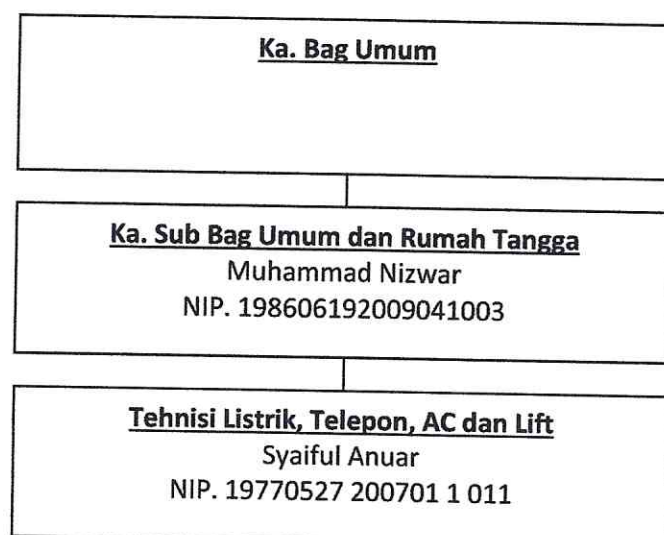 Ka. Bag Umum
Ka. Sub Bag Umum dan Rumah Tangga
Muhammad Nizwar
NIP. 198606192009041003
Tehnisi Listrik, Telepon, AC dan Lift
Syaiful Anuar
NIP. 19770527 200701 1 011